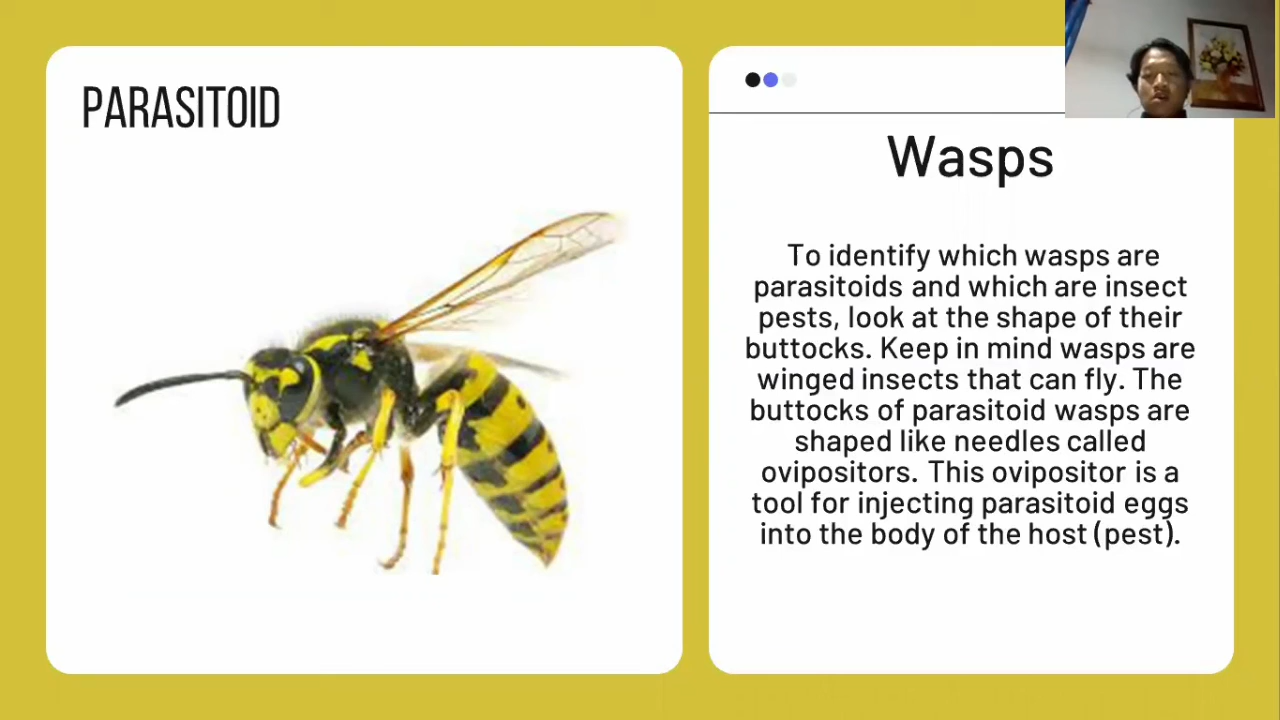 PARASITOID
Wasps
To identify which wasps are
parasitoids and which are insect
pests, look at the shape of their
buttocks. Keep in mind wasps are
winged insects that can fly. The
buttocks of parasitoid wasps are
shaped like needles called
ovipositors. This ovipositor is a
tool for injecting parasitoid eggs
into the body of the host (pest).